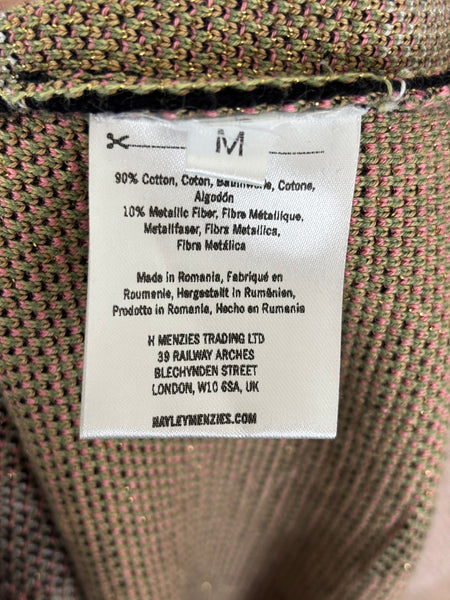 M
90% Cotton, Coton, Baumwolle, Cotone,
Algodón
10% Metallic Fiber, Fibre Métallique,
Metallfaser, Fibra Metallica,
Fibra Metálica
Made in Romania, Fabriqué en
Roumanie, Hergestellt in Rumänien,
Prodotto in Romania, Hecho en Rumania
H MENZIES TRADING LTD
39 RAILWAY ARCHES
BLECHYNDEN STREET
LONDON, W10 6SA, UK
HAYLEYMENZIES.COM